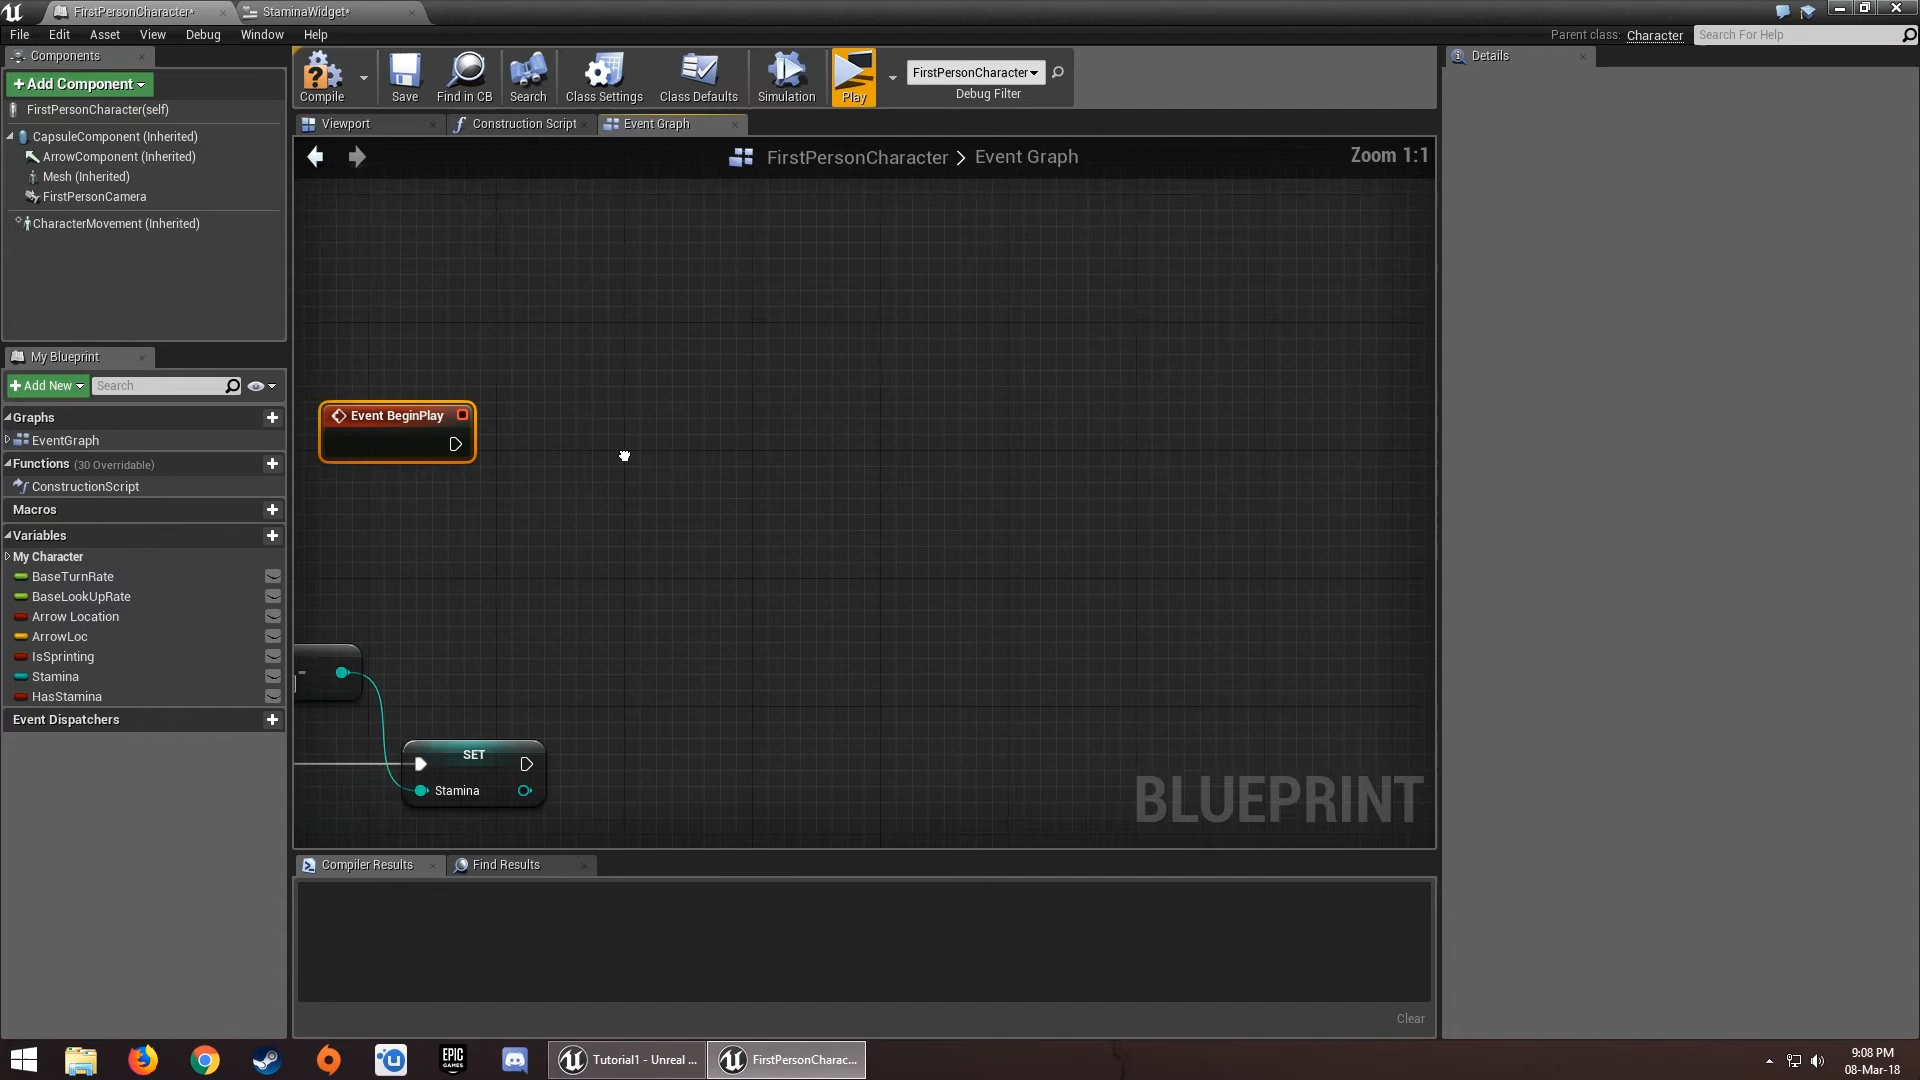 FirstPersonCharacter*
StaminaWidget*
File Edit Asset View Debug Window Help
Parent class: Character Search For Help
Components
+Add Component
FirstPersonCharacter(self)
CapsuleComponent (Inherited)
ArrowComponent (Inherited)
Mesh (Inherited)
FirstPersonCamera
CharacterMovement (Inherited)
Compile Save Find in CB Search Class Settings Class Defaults Simulation Play
FirstPersonCharacter
Debug Filter
Details
Viewport Construction Script Event Graph
FirstPersonCharacter > Event Graph
Zoom 1:1
My Blueprint
+Add New Search
Graphs
EventGraph
Functions (30 Overridable)
ConstructionScript
Macros
Variables
My Character
BaseTurnRate
BaseLookUpRate
Arrow Location
ArrowLoc
IsSprinting
Stamina
HasStamina
Event Dispatchers
Event BeginPlay
SET
Stamina
BLUEPRINT
Compiler Results Find Results
Clear
EPIC
GAMES
Tutorial1 - Unreal ...
FirstPersonCharac...
9:08 PM
08-Mar-18